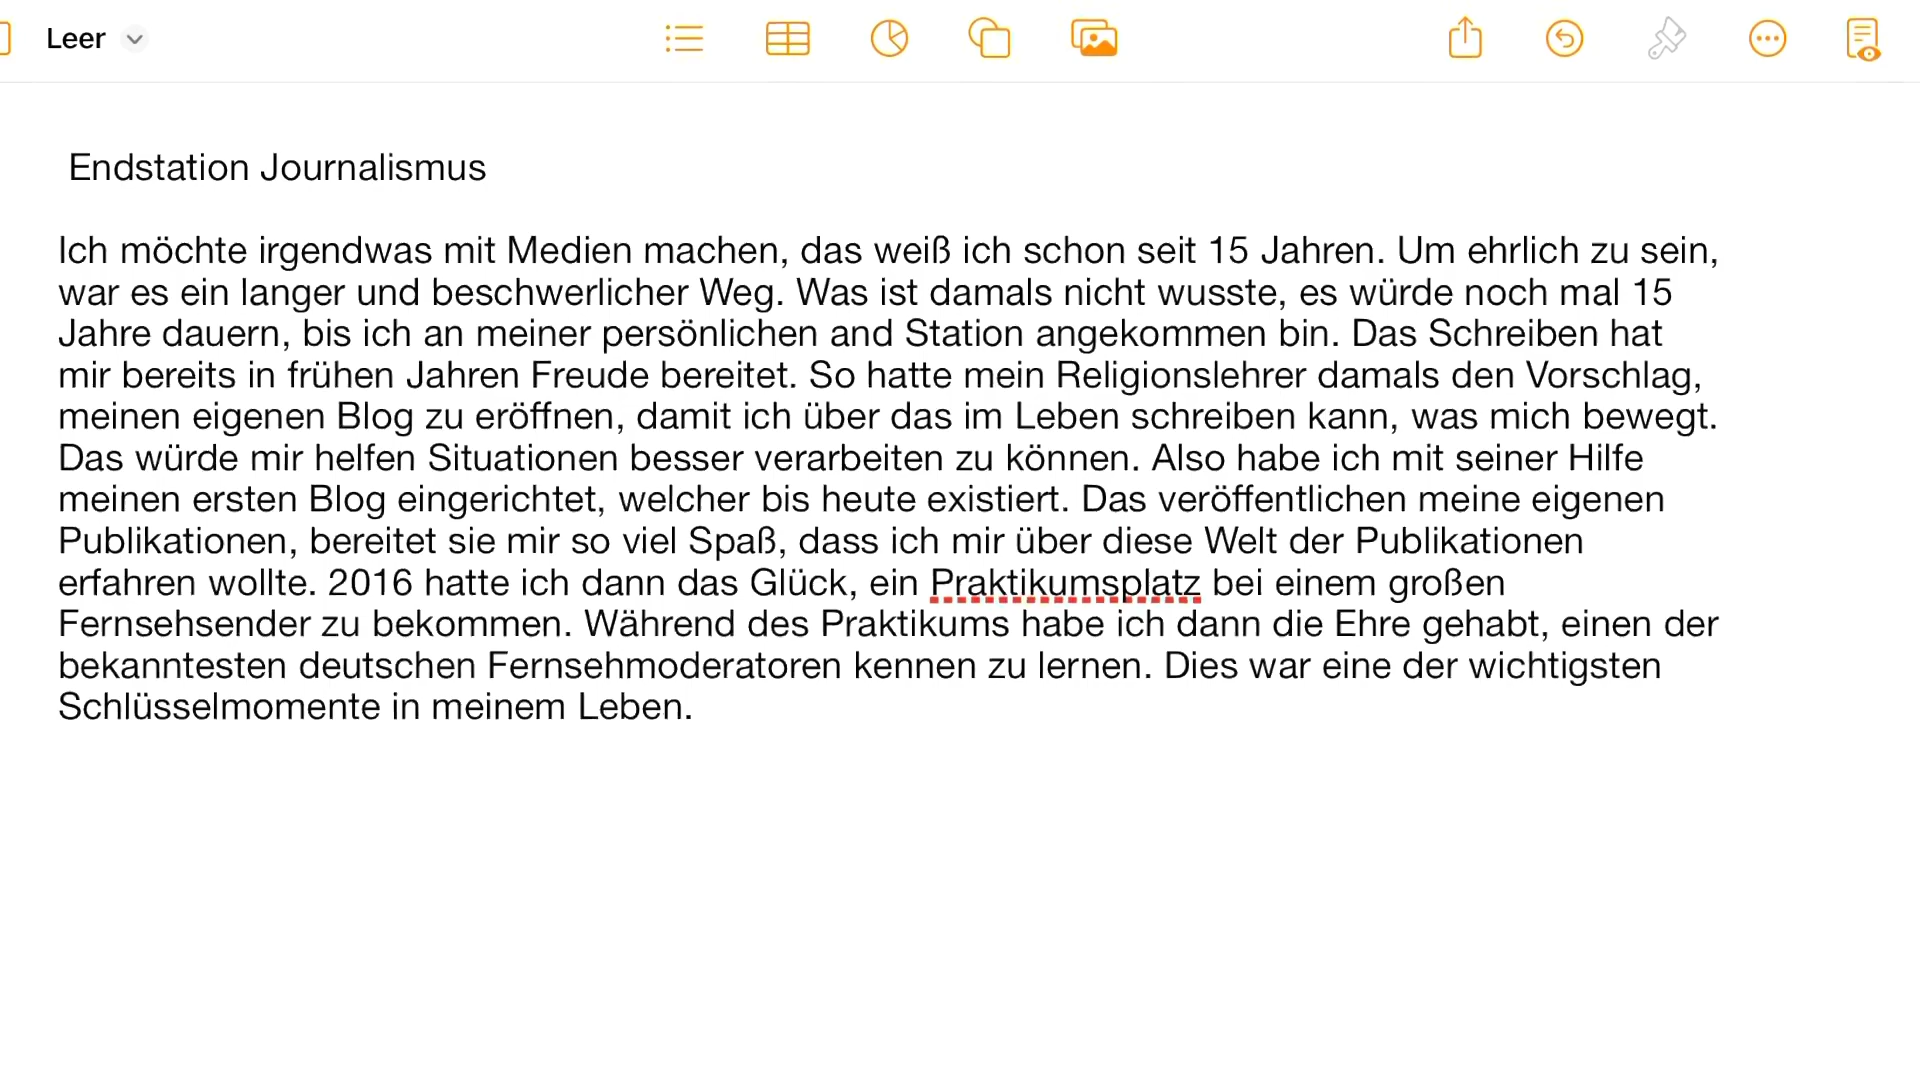 Leer
Endstation Journalismus
Ich möchte irgendwas mit Medien machen, das weiß ich schon seit 15 Jahren. Um ehrlich zu sein,
war es ein langer und beschwerlicher Weg. Was ist damals nicht wusste, es würde noch mal 15
Jahre dauern, bis ich an meiner persönlichen and Station angekommen bin. Das Schreiben hat
mir bereits in frühen Jahren Freude bereitet. So hatte mein Religionslehrer damals den Vorschlag,
meinen eigenen Blog zu eröffnen, damit ich über das im Leben schreiben kann, was mich bewegt.
Das würde mir helfen Situationen besser verarbeiten zu können. Also habe ich mit seiner Hilfe
meinen ersten Blog eingerichtet, welcher bis heute existiert. Das veröffentlichen meine eigenen
Publikationen, bereitet sie mir so viel Spaß, dass ich mir über diese Welt der Publikationen
erfahren wollte. 2016 hatte ich dann das Glück, ein Praktikumsplatz bei einem großen
Fernsehsender zu bekommen. Während des Praktikums habe ich dann die Ehre gehabt, einen der
bekanntesten deutschen Fernsehmoderatoren kennen zu lernen. Dies war eine der wichtigsten
Schlüsselmomente in meinem Leben.